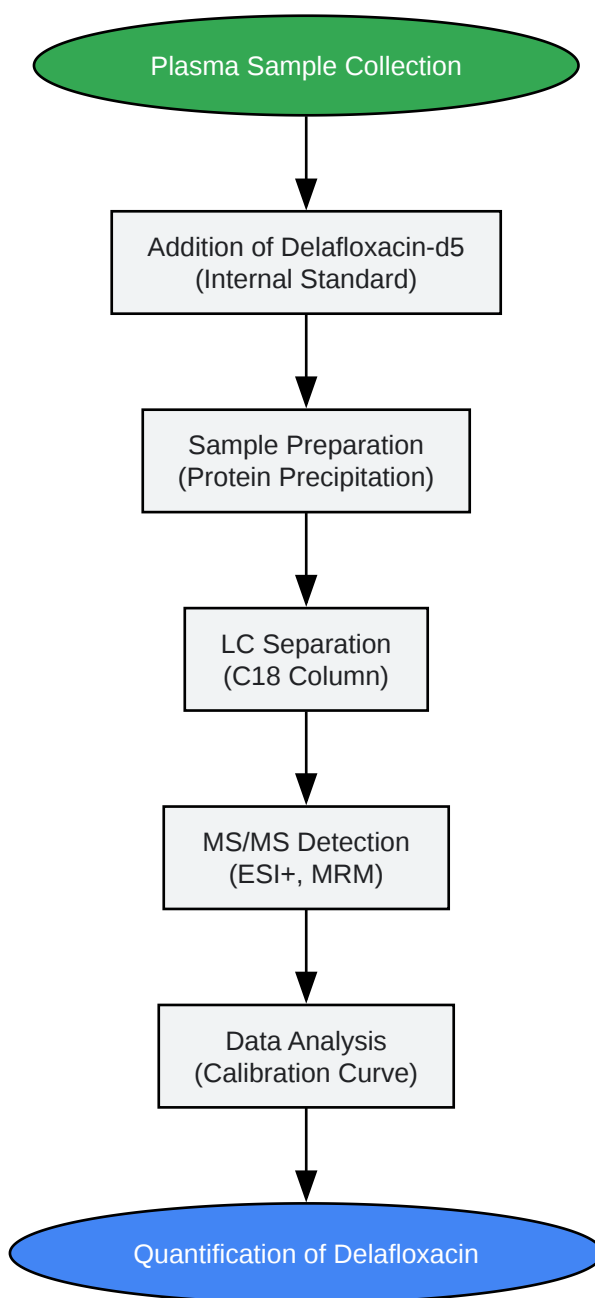 Plasma Sample Collection
Addition of Delafloxacin-d5
(Internal Standard)
Sample Preparation
(Protein Precipitation)
LC Separation
(C18 Column)
MS/MS Detection
(ESI+, MRM)
Data Analysis
(Calibration Curve)
Quantification of Delafloxacin